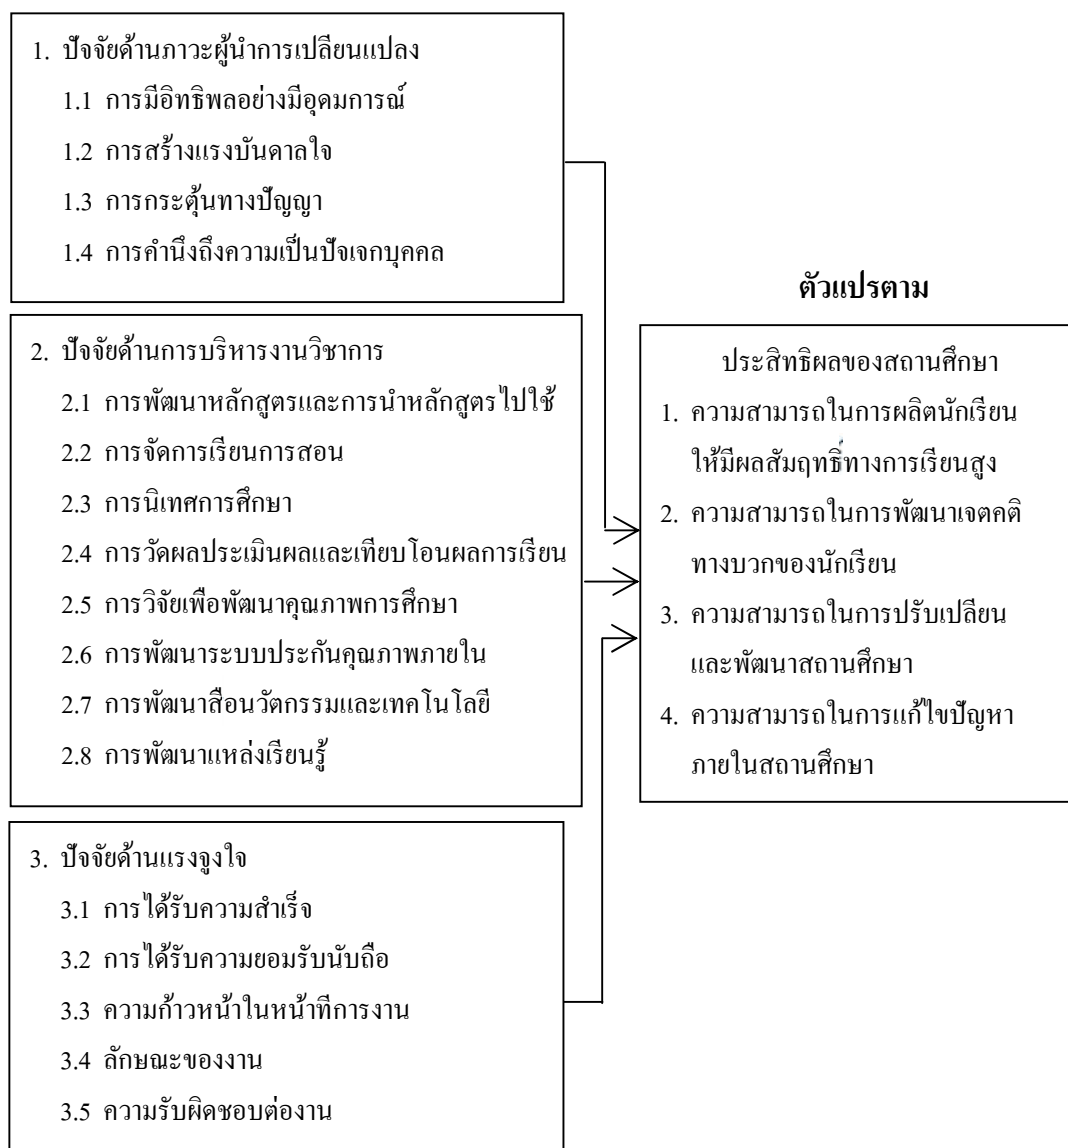 1. ปัจจัยด้านภาวะผู้นำการเปลี่ยนแปลง
1.1 การมีอิทธิพลอย่างมีอุดมการณ์
1.2 การสร้างแรงบันดาลใจ
1.3 การกระตุ้นทางปัญญา
1.4 การคำนึงถึงความเป็นปัจเจกบุคคล
2. ปัจจัยด้านการบริหารงานวิชาการ
2.1 การพัฒนาหลักสูตรและการนำหลักสูตรไปใช้
2.2 การจัดการเรียนการสอน
2.3 การนิเทศการศึกษา
2.4 การวัดผลประเมินผลและเทียบโอนผลการเรียน
2.5 การวิจัยเพื่อพัฒนาคุณภาพการศึกษา
2.6 การพัฒนาระบบประกันคุณภาพภายใน
2.7 การพัฒนาสื่อนวัตกรรมและเทคโนโลยี
2.8 การพัฒนาแหล่งเรียนรู้
3. ปัจจัยด้านแรงจูงใจ
3.1 การได้รับความสำเร็จ
3.2 การได้รับความยอมรับนับถือ
3.3 ความก้าวหน้าในหน้าที่การงาน
3.4 ลักษณะของงาน
3.5 ความรับผิดชอบต่องาน
ตัวแปรตาม
ประสิทธิผลของสถานศึกษา
1. ความสามารถในการผลิตนักเรียน
ให้มีผลสัมฤทธิ์ทางการเรียนสูง
2. ความสามารถในการพัฒนาเจตคติ
ทางบวกของนักเรียน
3. ความสามารถในการปรับเปลี่ยน
และพัฒนาสถานศึกษา
4. ความสามารถในการแก้ไขปัญหา
ภายในสถานศึกษา